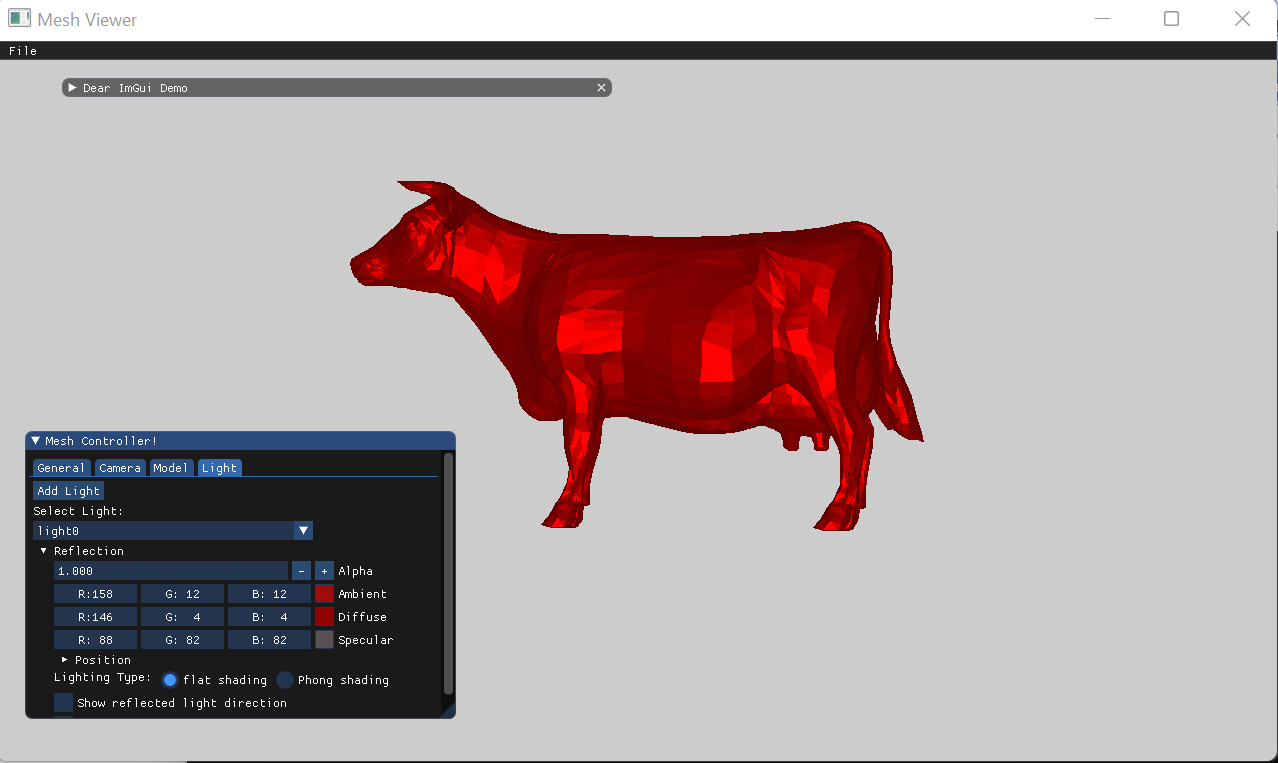 Mesh Viewer
File
Dear ImGui Demo
Mesh Controller!
General Camera Model Light
Add Light
Select Light:
light0
Reflection
1.000 - + Alpha
R:158 G: 12 B: 12 Ambient
R:146 G: 4 B: 4 Diffuse
R: 88 G: 82 B: 82 Specular
Position
Lighting Type: flat shading Phong shading
Show reflected light direction